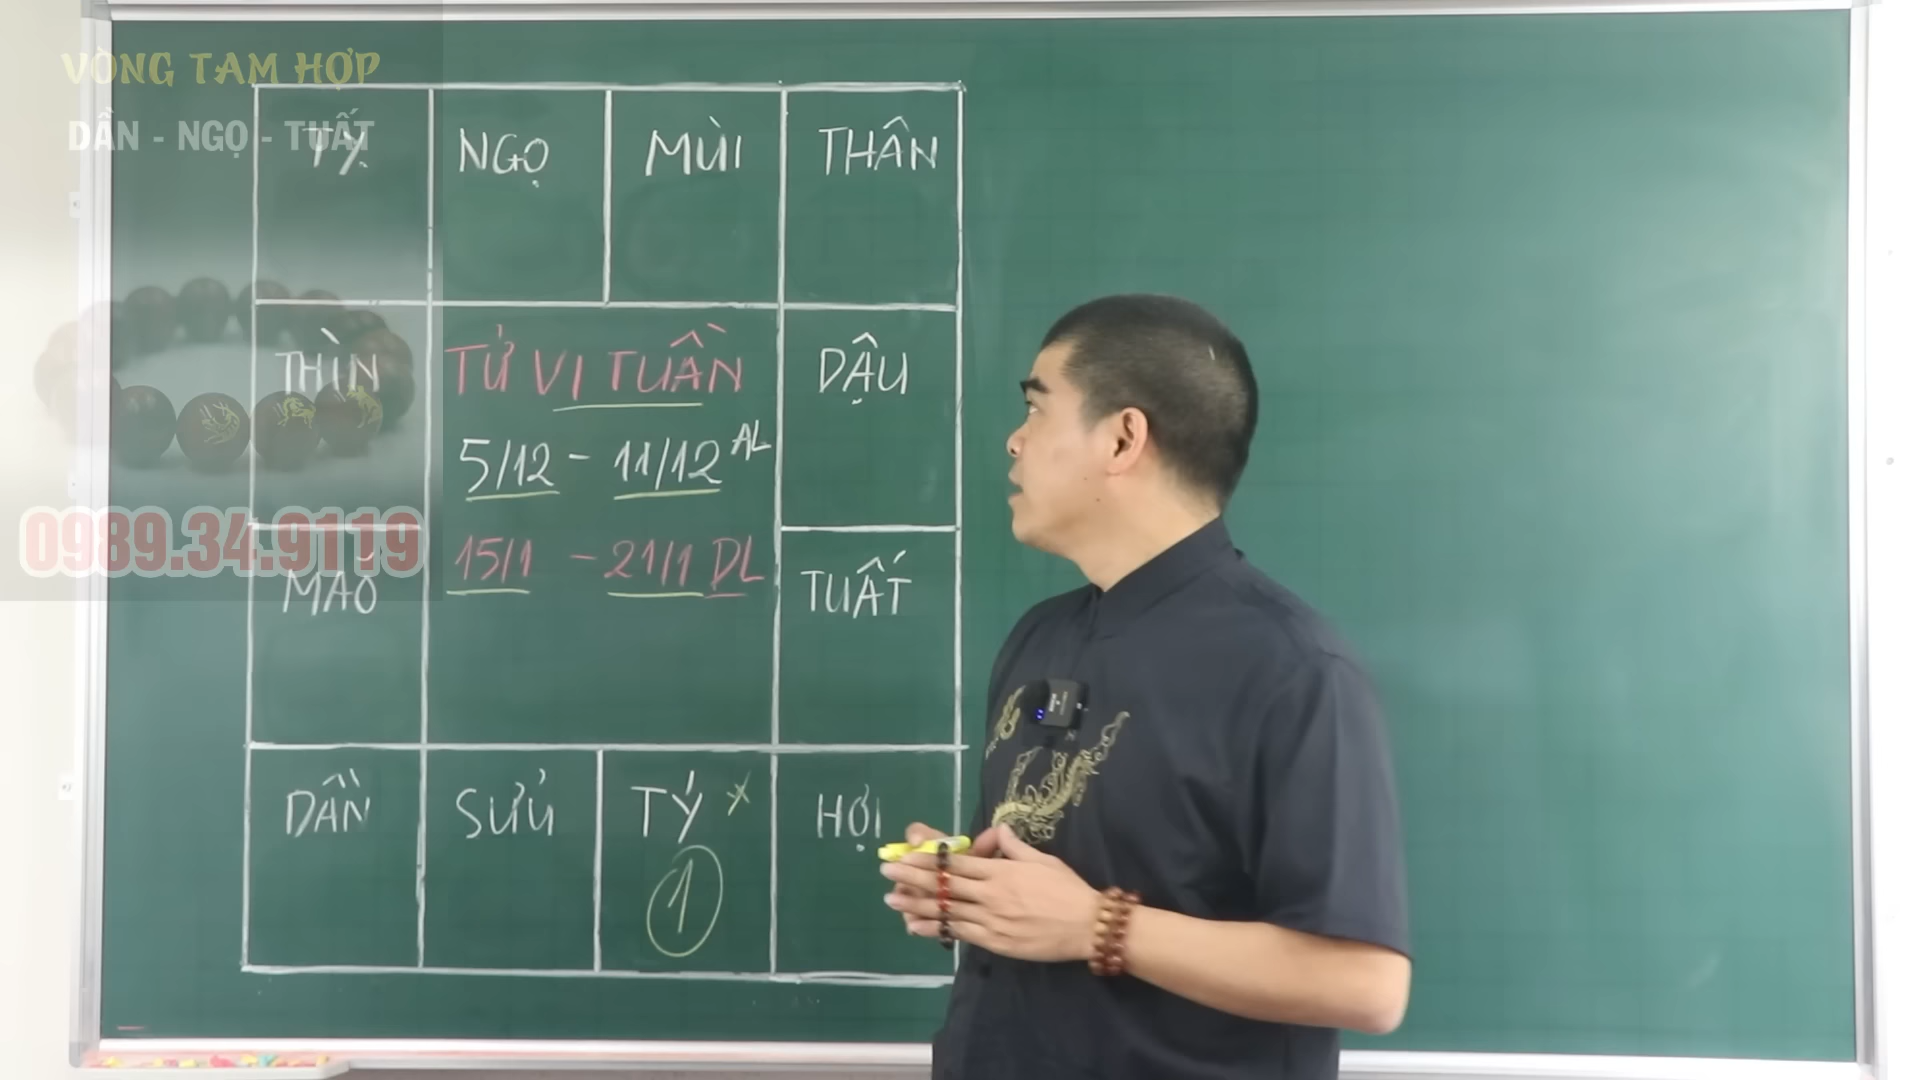 VÒNG TAM HỢP
DẦN - NGỌ - TUẤT
0989.34.9119
TỴ NGỌ MÙI THÂN
THÌN TỬ VI TUẦN DẬU
5/12 - 11/12 AL
15/1 - 21/1 DL
MÃO TUẤT
DẦN SỬU TÝ HỢI
1